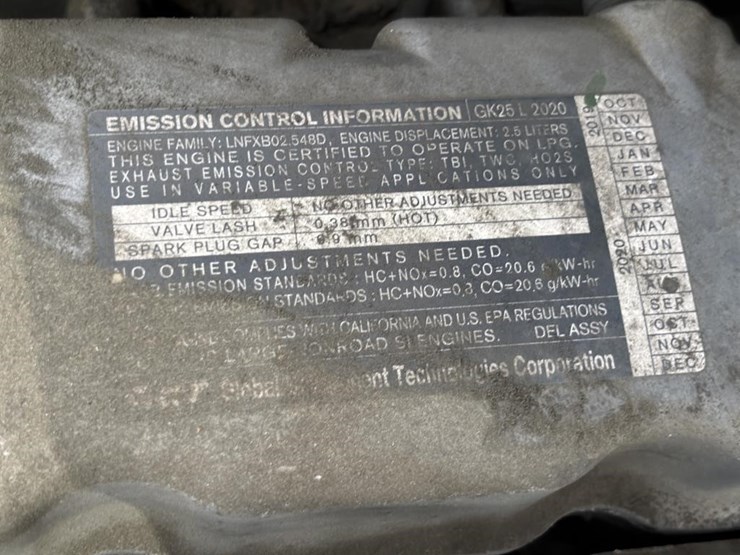 EMISSION CONTROL INFORMATION GK25 L 2020
ENGINE FAMILY: LNFXB02.548D, ENGINE DISPLACEMENT: 2.5 LITERS
THIS ENGINE IS CERTIFIED TO OPERATE ON LPG.
EXHAUST EMISSION CONTROL TYPE: TBI, TWC, HO2S
USE IN VARIABLE-SPEED APPLICATIONS ONLY
IDLE SPEED NO OTHER ADJUSTMENTS NEEDED
VALVE LASH 0.38mm (HOT)
SPARK PLUG GAP 0.9 mm
NO OTHER ADJUSTMENTS NEEDED.
EMISSION STANDARDS: HC+NOx=0.8, CO=20.6 g/kW-hr
STANDARDS: HC+NOx=0.8, CO=20.6 g/kW-hr
COMPLIES WITH CALIFORNIA AND U.S. EPA REGULATIONS
LARGE SI ENGINES. DEL ASSY
Global Technologies Corporation
2019
OCT
NOV
DEC
2020
JAN
FEB
MAR
APR
MAY
JUN
JUL
SEP
OCT
NOV
DEC